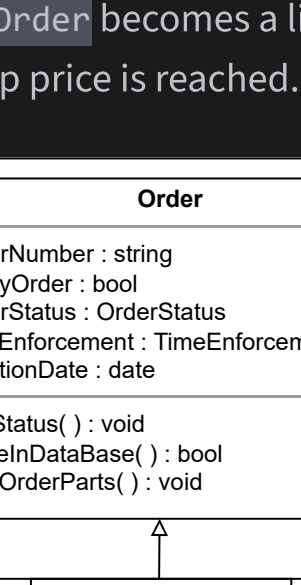 Order becomes a li
p price is reached.
Order
rNumber : string
yOrder : bool
rStatus : OrderStatus
Enforcement : TimeEnforcem
tionDate : date
Status( ) : void
eInDataBase( ) : bool
OrderParts( ) : void